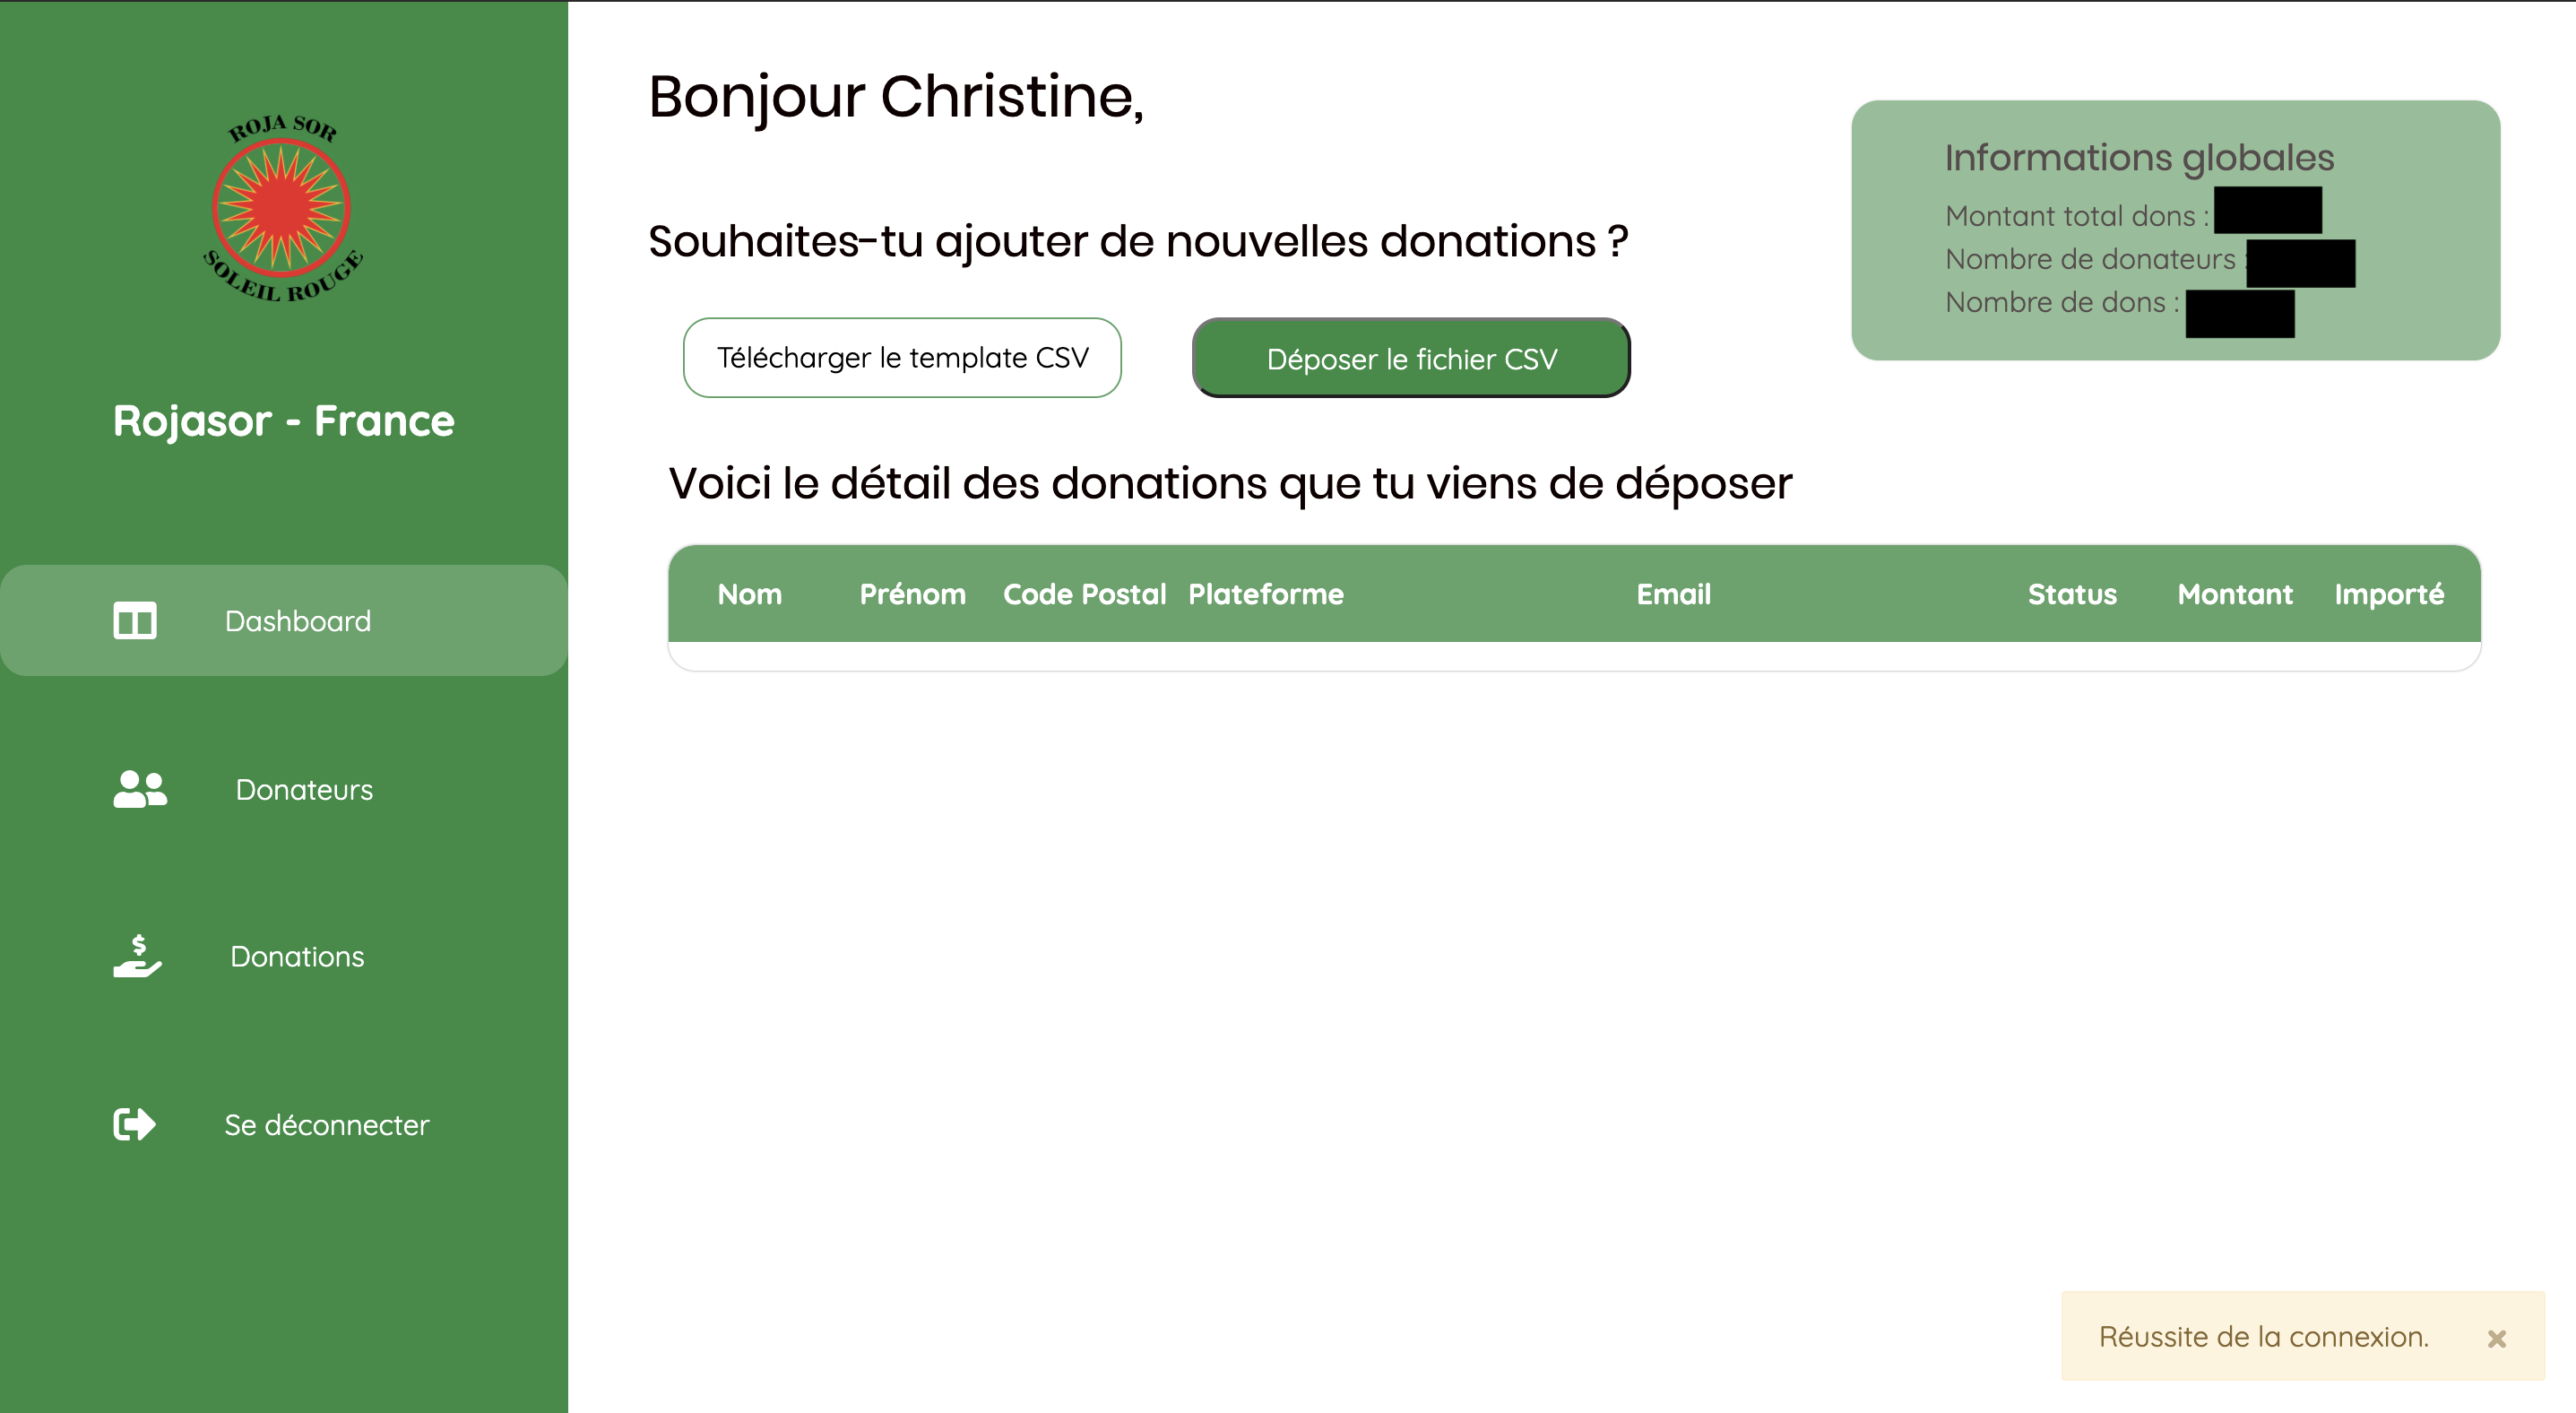 ROJA SOR
SOLEIL ROUGE
Rojasor - France
Dashboard
Donateurs
Donations
Se déconnecter
Bonjour Christine,
Souhaites-tu ajouter de nouvelles donations ?
Télécharger le template CSV
Déposer le fichier CSV
Informations globales
Montant total dons :
Nombre de donateurs :
Nombre de dons :
Voici le détail des donations que tu viens de déposer
Nom Prénom Code Postal Plateforme Email Status Montant Importé
Réussite de la connexion. ×